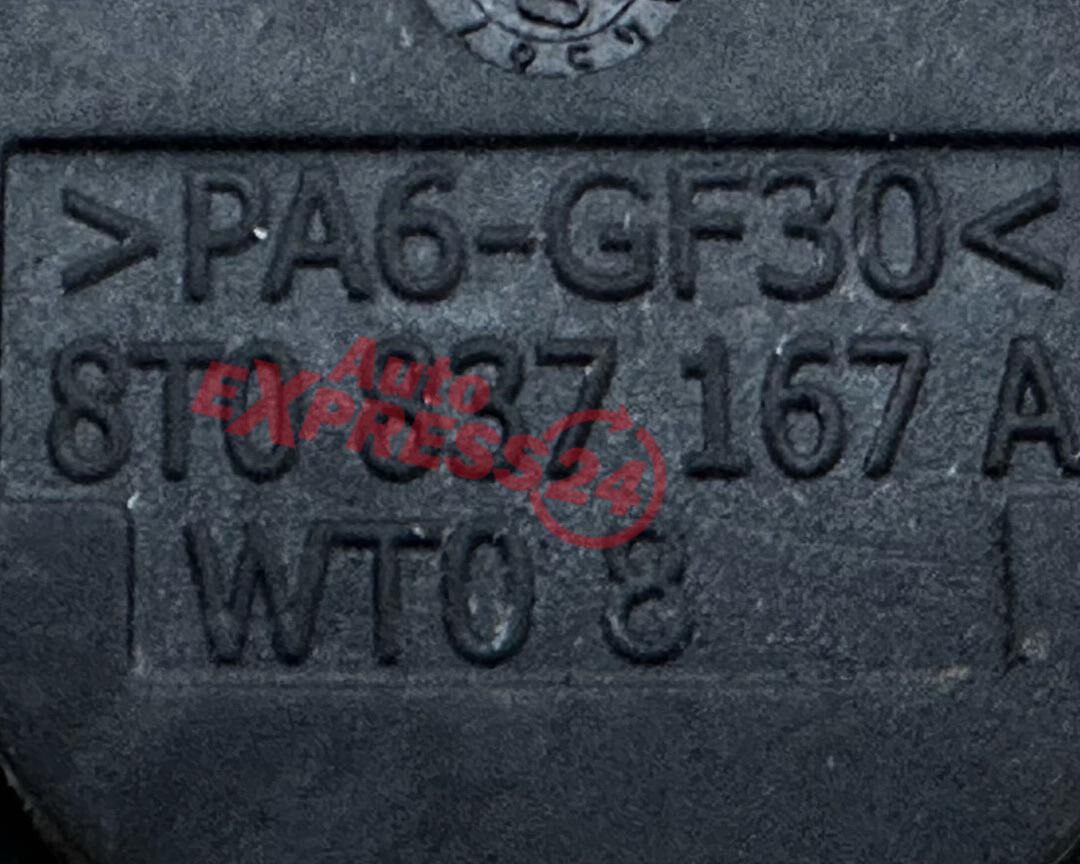 >PA6-GF30<
8T0 837 167 A
Auto
EXPRESS24
WT0 8